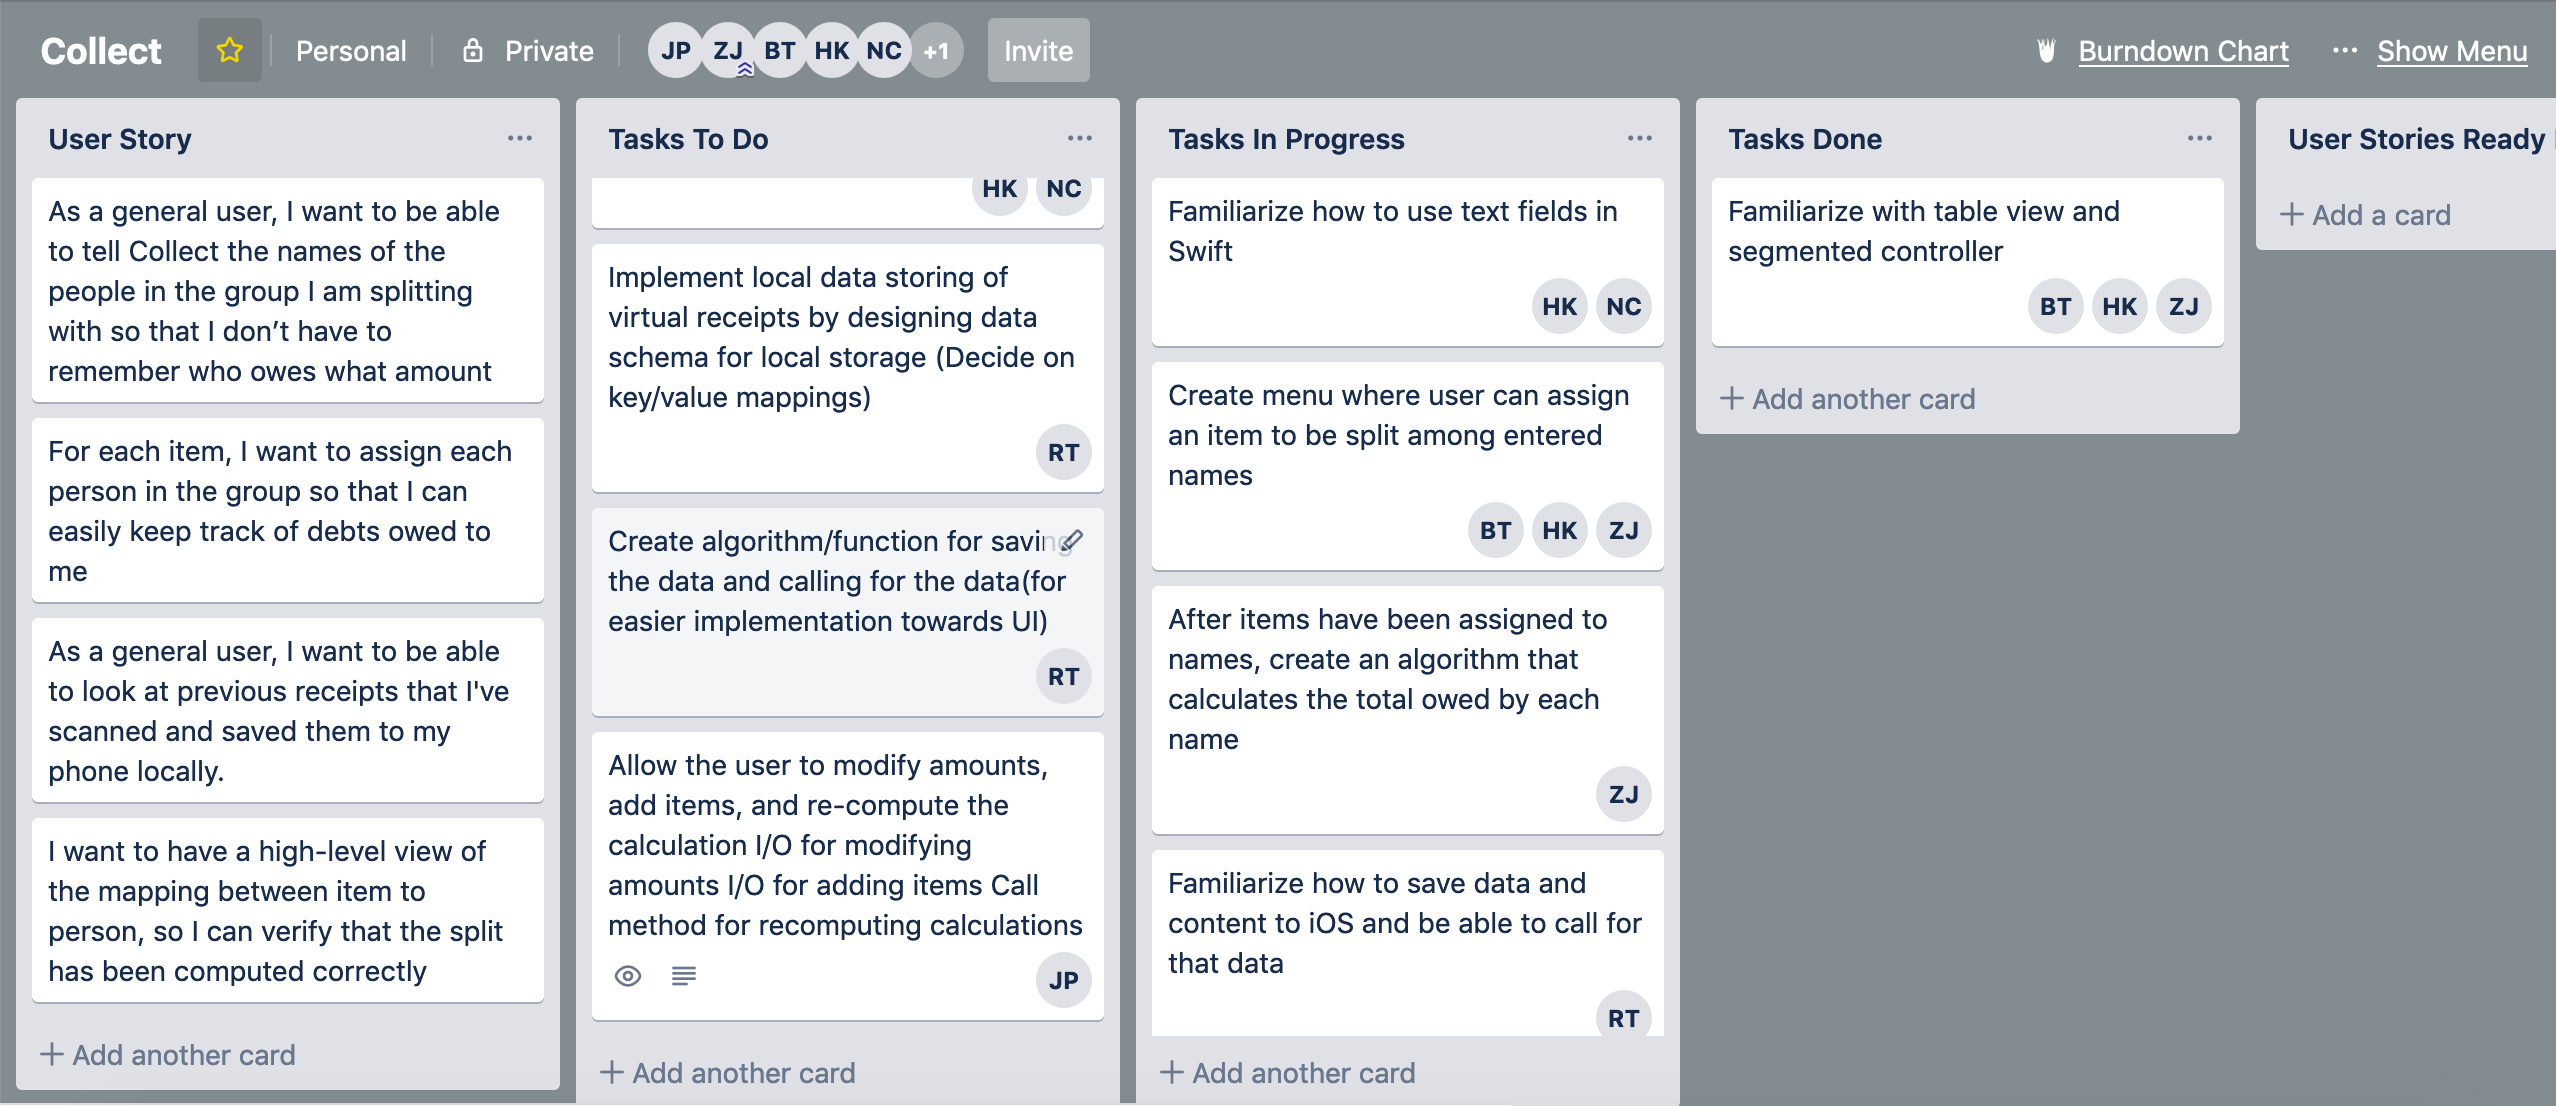 Collect
Personal
Private
JP ZJ BT HK NC +1
Invite
Burndown Chart
Show Menu
User Story
As a general user, I want to be able
to tell Collect the names of the
people in the group I am splitting
with so that I don’t have to
remember who owes what amount
For each item, I want to assign each
person in the group so that I can
easily keep track of debts owed to
me
As a general user, I want to be able
to look at previous receipts that I've
scanned and saved them to my
phone locally.
I want to have a high-level view of
the mapping between item to
person, so I can verify that the split
has been computed correctly
+ Add another card
Tasks To Do
HK NC
Implement local data storing of
virtual receipts by designing data
schema for local storage (Decide on
key/value mappings)
RT
Create algorithm/function for saving
the data and calling for the data(for
easier implementation towards UI)
RT
Allow the user to modify amounts,
add items, and re-compute the
calculation I/O for modifying
amounts I/O for adding items Call
method for recomputing calculations
JP
+ Add another card
Tasks In Progress
Familiarize how to use text fields in
Swift
HK NC
Create menu where user can assign
an item to be split among entered
names
BT HK ZJ
After items have been assigned to
names, create an algorithm that
calculates the total owed by each
name
ZJ
Familiarize how to save data and
content to iOS and be able to call for
that data
RT
+ Add another card
Tasks Done
Familiarize with table view and
segmented controller
BT HK ZJ
+ Add another card
User Stories Ready
+ Add a card